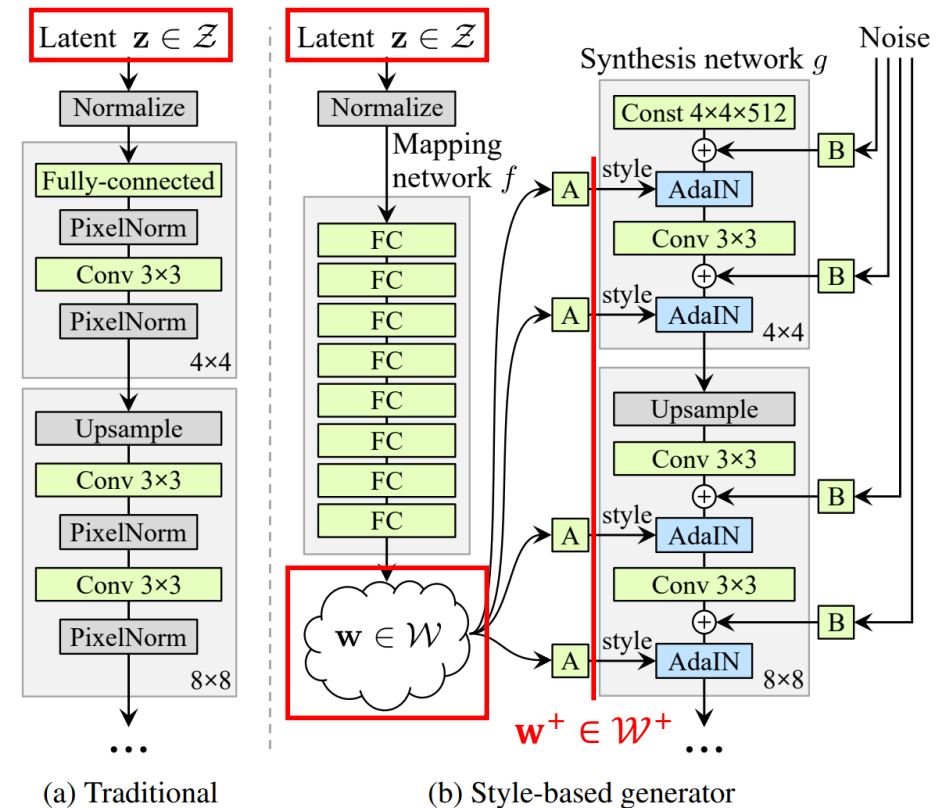 Latent z ∈ 𝒵
Normalize
Fully-connected
PixelNorm
Conv 3×3
PixelNorm
4×4
Upsample
Conv 3×3
PixelNorm
Conv 3×3
PixelNorm
8×8
...
(a) Traditional
Latent z ∈ 𝒵
Normalize
Mapping
network f
FC
FC
FC
FC
FC
FC
FC
FC
w ∈ 𝒲
A
style
A
style
A
style
A
style
w⁺ ∈ 𝒲⁺
Noise
Synthesis network g
Const 4×4×512
+
B
AdaIN
Conv 3×3
+
B
AdaIN
4×4
Upsample
Conv 3×3
+
B
AdaIN
Conv 3×3
+
B
AdaIN
8×8
...
(b) Style-based generator